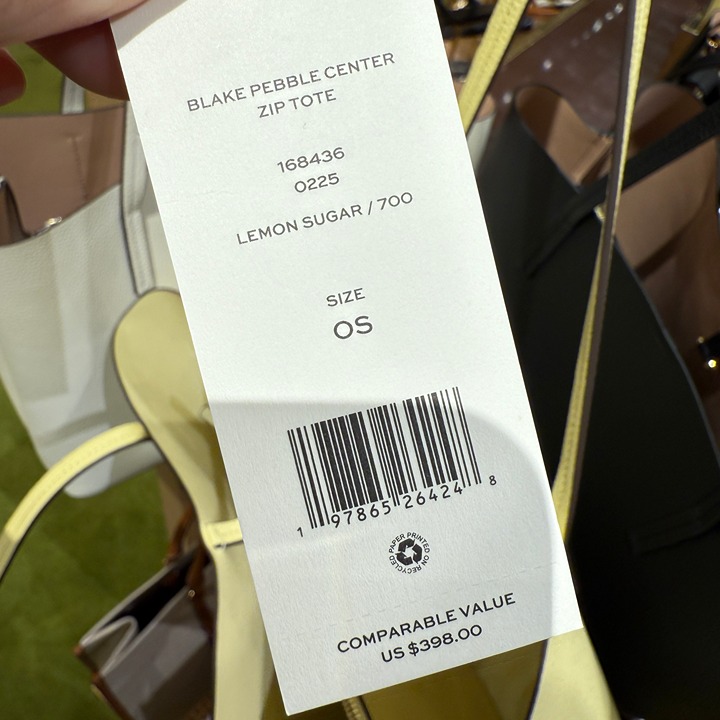 BLAKE PEBBLE CENTER
ZIP TOTE
168436
0225
LEMON SUGAR / 700
SIZE
OS
1 97865 26424 8
PAPER PRINTED ON RECYCLED
COMPARABLE VALUE
US $398.00